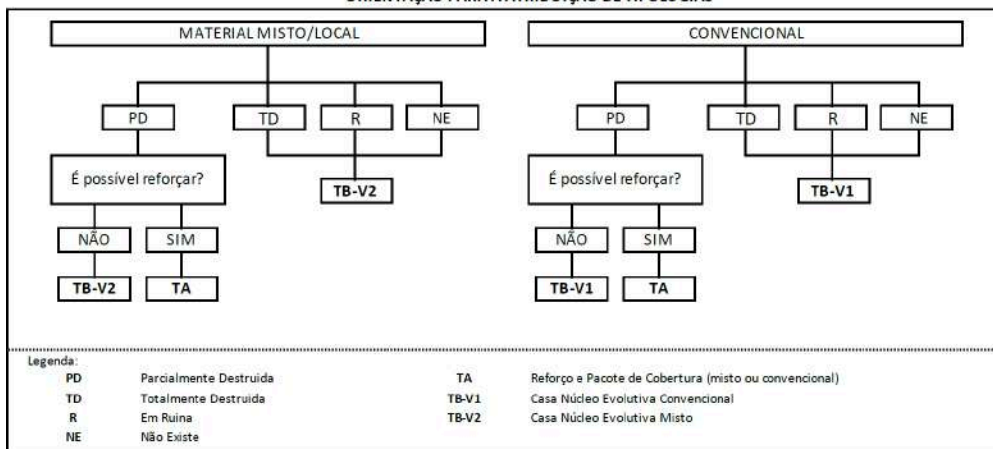 MATERIAL MISTO/LOCAL
CONVENCIONAL
PD TD R NE
PD TD R NE
É possível reforçar?
TB-V2
É possível reforçar?
TB-V1
NÃO SIM
NÃO SIM
TB-V2 TA
TB-V1 TA
Legenda:
PD Parcialmente Destruida TA Reforço e Pacote de Cobertura (misto ou convencional)
TD Totalmente Destruida TB-V1 Casa Núcleo Evolutiva Convencional
R Em Ruina TB-V2 Casa Núcleo Evolutiva Misto
NE Não Existe